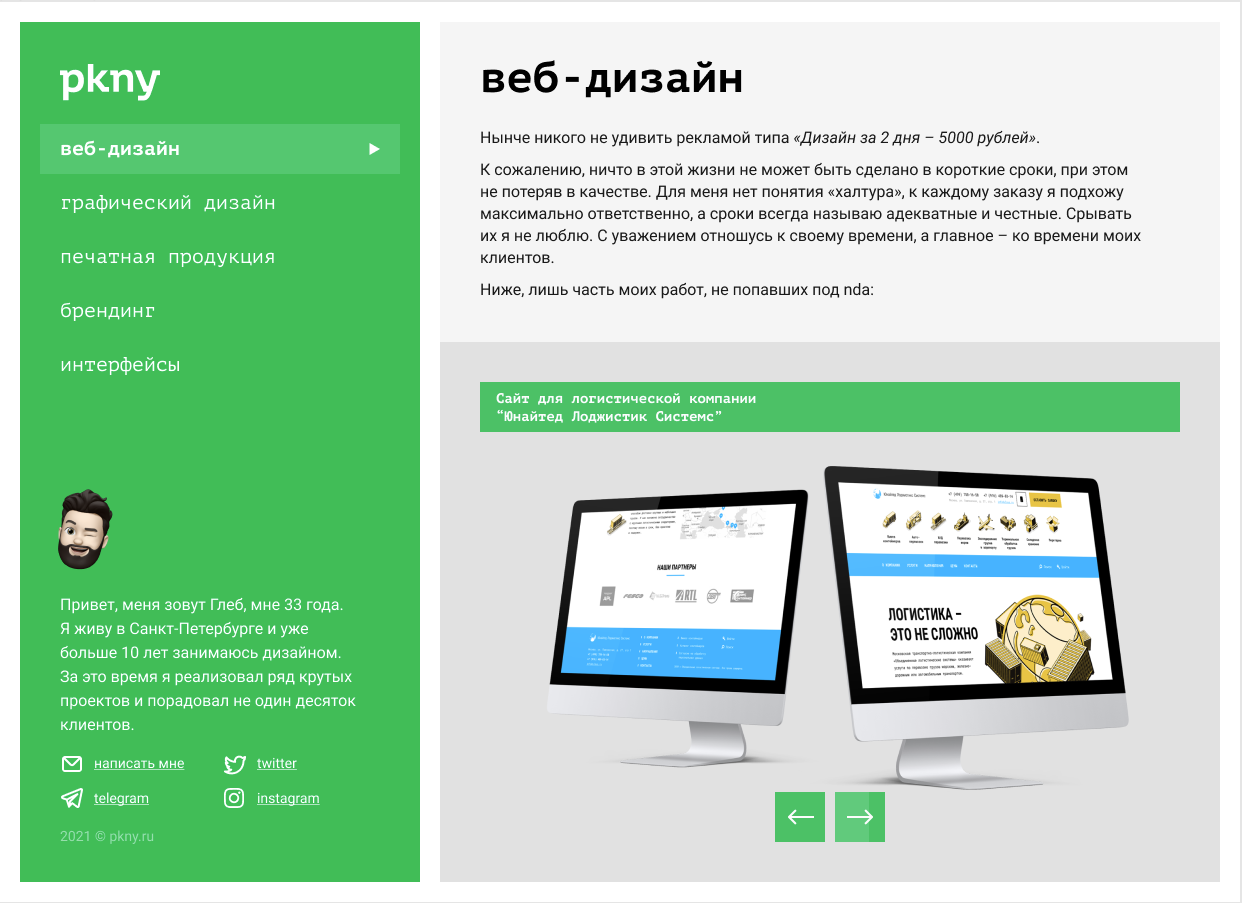 pkny
веб-дизайн
графический дизайн
печатная продукция
брендинг
интерфейсы
Привет, меня зовут Глеб, мне 33 года.
Я живу в Санкт-Петербурге и уже
больше 10 лет занимаюсь дизайном.
За это время я реализовал ряд крутых
проектов и порадовал не один десяток
клиентов.
написать мне
twitter
telegram
instagram
2021 © pkny.ru
веб-дизайн
Нынче никого не удивить рекламой типа «Дизайн за 2 дня – 5000 рублей».
К сожалению, ничто в этой жизни не может быть сделано в короткие сроки, при этом
не потеряв в качестве. Для меня нет понятия «халтура», к каждому заказу я подхожу
максимально ответственно, а сроки всегда называю адекватные и честные. Срывать
их я не люблю. С уважением отношусь к своему времени, а главное – ко времени моих
клиентов.
Ниже, лишь часть моих работ, не попавших под nda:
Сайт для логистической компании
“Юнайтед Лоджистик Системс”
НАШИ ПАРТНЕРЫ
RTL
ЛОГИСТИКА –
ЭТО НЕ СЛОЖНО